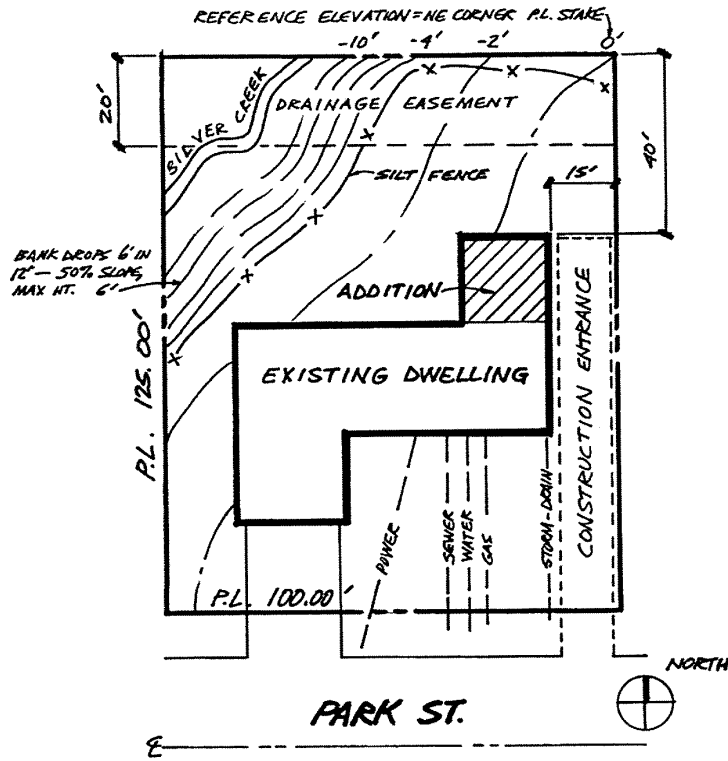 REFERENCE ELEVATION = NE CORNER P.L. STAKE
-10' -4' -2' 0'
20'
DRAINAGE EASEMENT
SILVER CREEK
40'
15'
SILT FENCE
BANK DROPS 6' IN
12' — 50% SLOPE,
MAX HT. 6'
ADDITION
EXISTING DWELLING
CONSTRUCTION ENTRANCE
P.L. 125.00'
POWER
SEWER
WATER
GAS
STORM-DRAIN
P.L. 100.00'
NORTH
PARK ST.